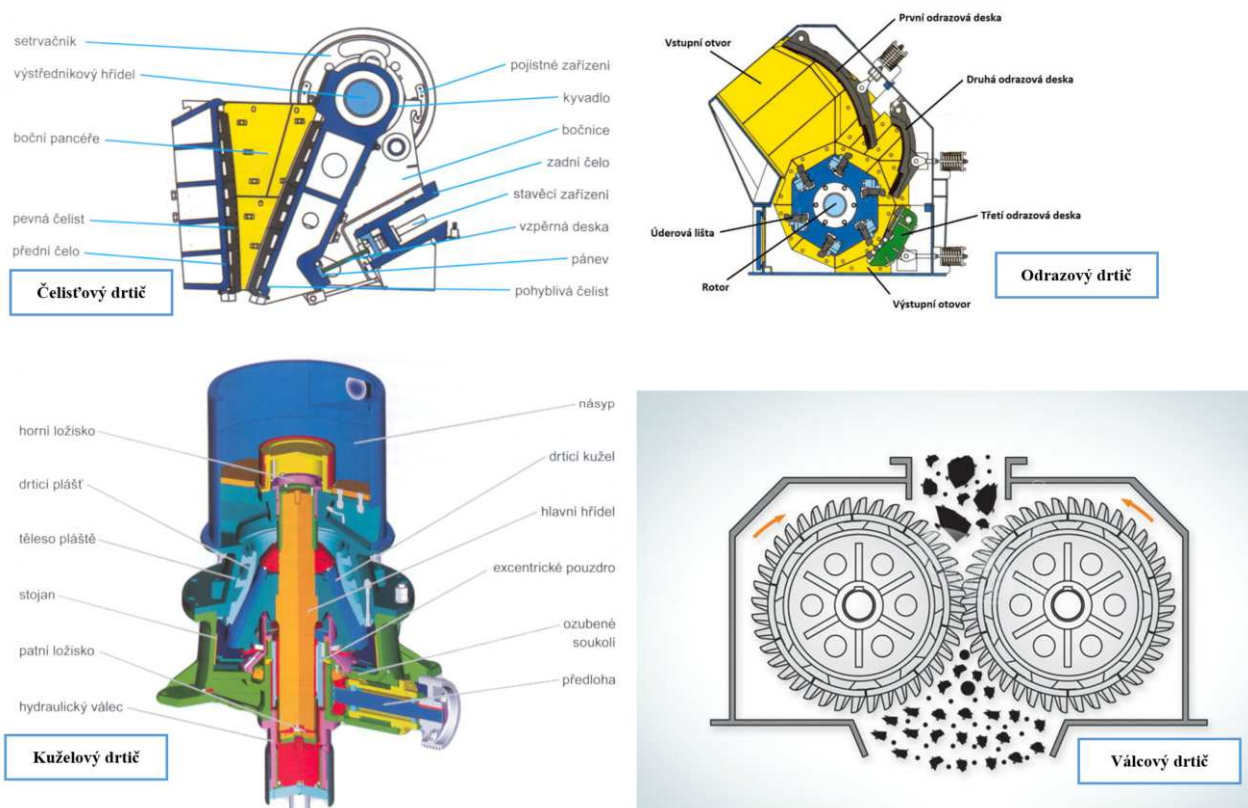 setrvačník
výstředníkový hřídel
boční pancéře
pevná čelist
přední čelo
pojistné zařízení
kyvadlo
bočnice
zadní čelo
stavěcí zařízení
vzpěrná deska
pánev
pohyblivá čelist
Čelisťový drtič
První odrazová deska
Vstupní otvor
Druhá odrazová deska
Třetí odrazová deska
Úderová lišta
Rotor
Výstupní otovor
Odrazový drtič
horní ložisko
drticí plášť
těleso pláště
stojan
patní ložisko
hydraulický válec
násyp
drticí kužel
hlavní hřídel
excentrické pouzdro
ozubené
soukolí
předloha
Kuželový drtič
Válcový drtič